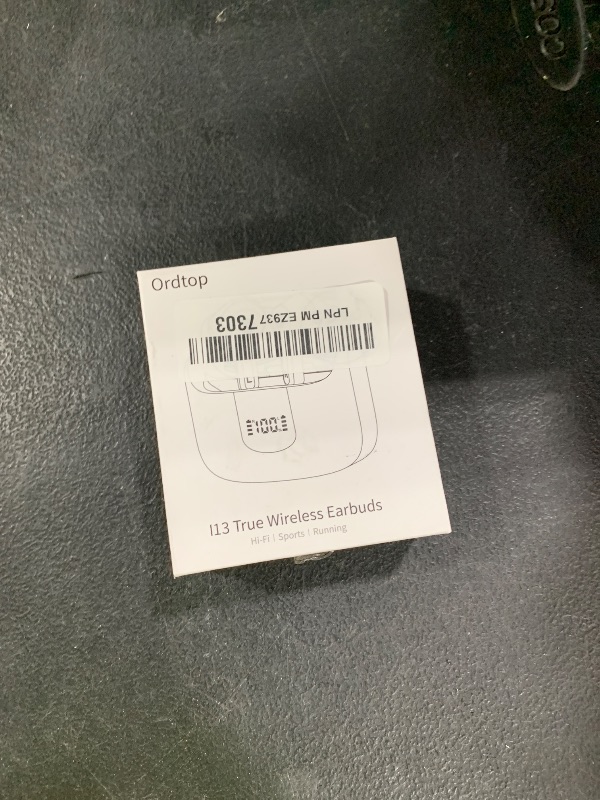 Ordtop
LPN PM EZ937 7303
100
I13 True Wireless Earbuds
Hi-Fi | Sports | Running